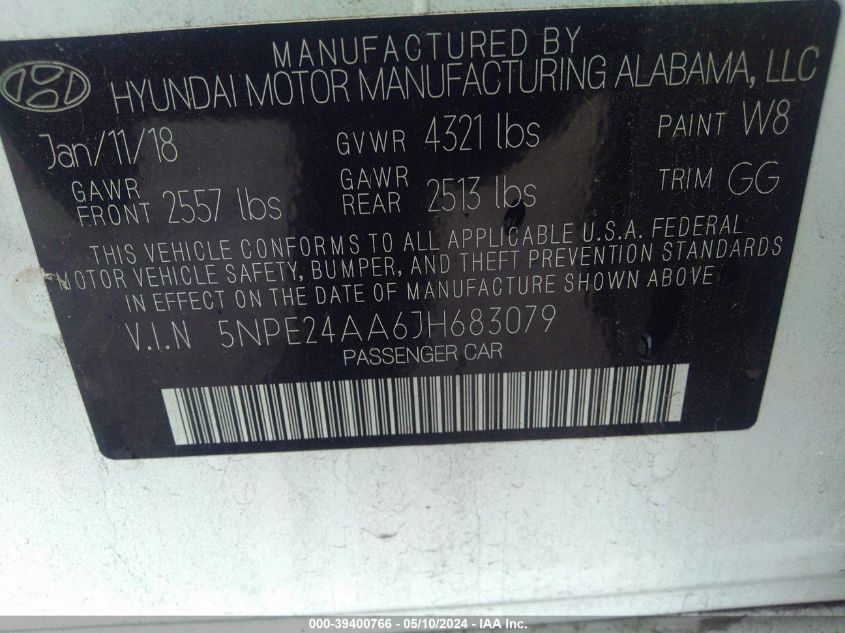 MANUFACTURED BY
HYUNDAI MOTOR MANUFACTURING ALABAMA, LLC
Jan/11/18 GVWR 4321 lbs PAINT W8
GAWR FRONT 2557 lbs GAWR REAR 2513 lbs TRIM GG
THIS VEHICLE CONFORMS TO ALL APPLICABLE U.S.A. FEDERAL
MOTOR VEHICLE SAFETY, BUMPER, AND THEFT PREVENTION STANDARDS
IN EFFECT ON THE DATE OF MANUFACTURE SHOWN ABOVE.
V.I.N 5NPE24AA6JH683079
PASSENGER CAR
000-39400766 - 05/10/2024 - IAA Inc.